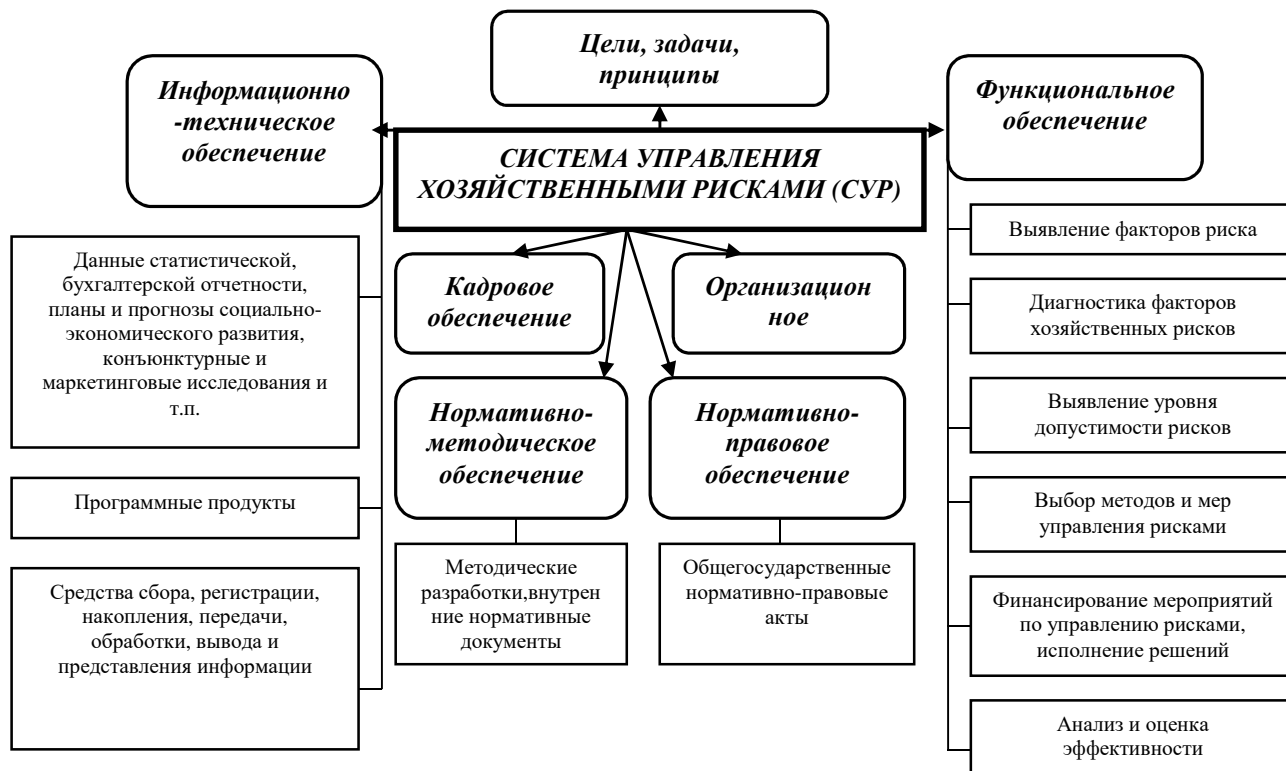 Цели, задачи,
принципы
Информационно
-техническое
обеспечение
Функциональное
обеспечение
СИСТЕМА УПРАВЛЕНИЯ
ХОЗЯЙСТВЕННЫМИ РИСКАМИ (СУР)
Кадровое
обеспечение
Организацион
ное
Нормативно-
методическое
обеспечение
Нормативно-
правовое
обеспечение
Данные статистической,
бухгалтерской отчетности,
планы и прогнозы социально-
экономического развития,
конъюнктурные и
маркетинговые исследования и
т.п.
Программные продукты
Средства сбора, регистрации,
накопления, передачи,
обработки, вывода и
представления информации
Методические
разработки,внутрен
ние нормативные
документы
Общегосударственные
нормативно-правовые
акты
Выявление факторов риска
Диагностика факторов
хозяйственных рисков
Выявление уровня
допустимости рисков
Выбор методов и мер
управления рисками
Финансирование мероприятий
по управлению рисками,
исполнение решений
Анализ и оценка
эффективности